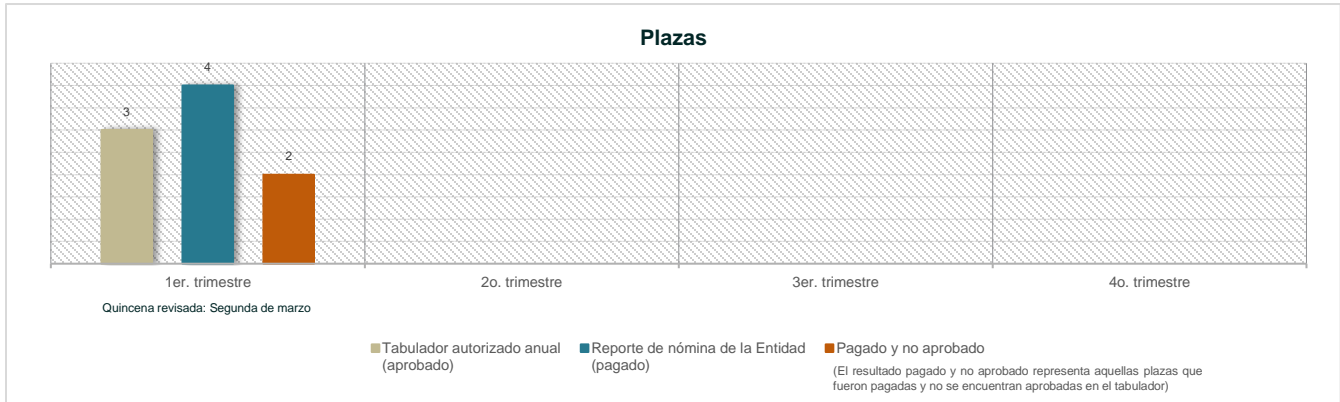 Plazas
4
3
2
1er. trimestre
2o. trimestre
3er. trimestre
4o. trimestre
Quincena revisada: Segunda de marzo
Tabulador autorizado anual
(aprobado)
Reporte de nómina de la Entidad
(pagado)
Pagado y no aprobado
(El resultado pagado y no aprobado representa aquellas plazas que
fueron pagadas y no se encuentran aprobadas en el tabulador)